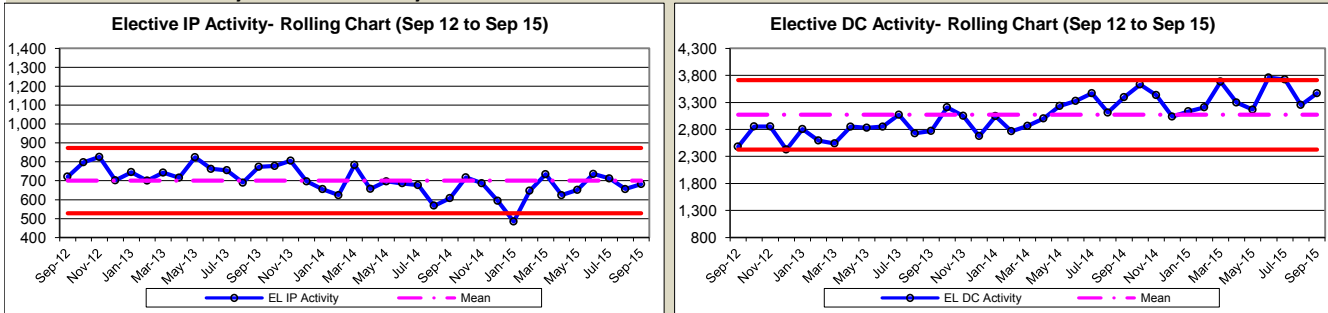 Elective IP Activity- Rolling Chart (Sep 12 to Sep 15)
1,400
1,300
1,200
1,100
1,000
900
800
700
600
500
400
Sep-12
Nov-12
Jan-13
Mar-13
May-13
Jul-13
Sep-13
Nov-13
Jan-14
Mar-14
May-14
Jul-14
Sep-14
Nov-14
Jan-15
Mar-15
May-15
Jul-15
Sep-15
EL IP Activity
Mean
Elective DC Activity- Rolling Chart (Sep 12 to Sep 15)
4,300
3,800
3,300
2,800
2,300
1,800
1,300
800
Sep-12
Nov-12
Jan-13
Mar-13
May-13
Jul-13
Sep-13
Nov-13
Jan-14
Mar-14
May-14
Jul-14
Sep-14
Nov-14
Jan-15
Mar-15
May-15
Jul-15
Sep-15
EL DC Activity
Mean